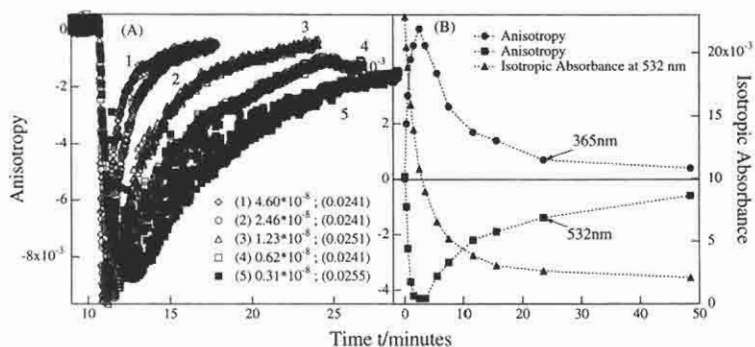 (A)
0
-2
-4
-6
-8x10⁻³
Anisotropy
1
2
3
4
5
(1) 4.60*10⁻⁸ ; (0.0241)
(2) 2.46*10⁻⁸ ; (0.0241)
(3) 1.23*10⁻⁸ ; (0.0251)
(4) 0.62*10⁻⁸ ; (0.0241)
(5) 0.31*10⁻⁸ ; (0.0255)
10
15
20
25
(B)
Anisotropy
Anisotropy
Isotropic Absorbance at 532 nm
365nm
532nm
4
2
0
-2
-4
20x10⁻³
15
10
5
0
Isotropic Absorbance
0
10
20
30
40
50
Time t/minutes